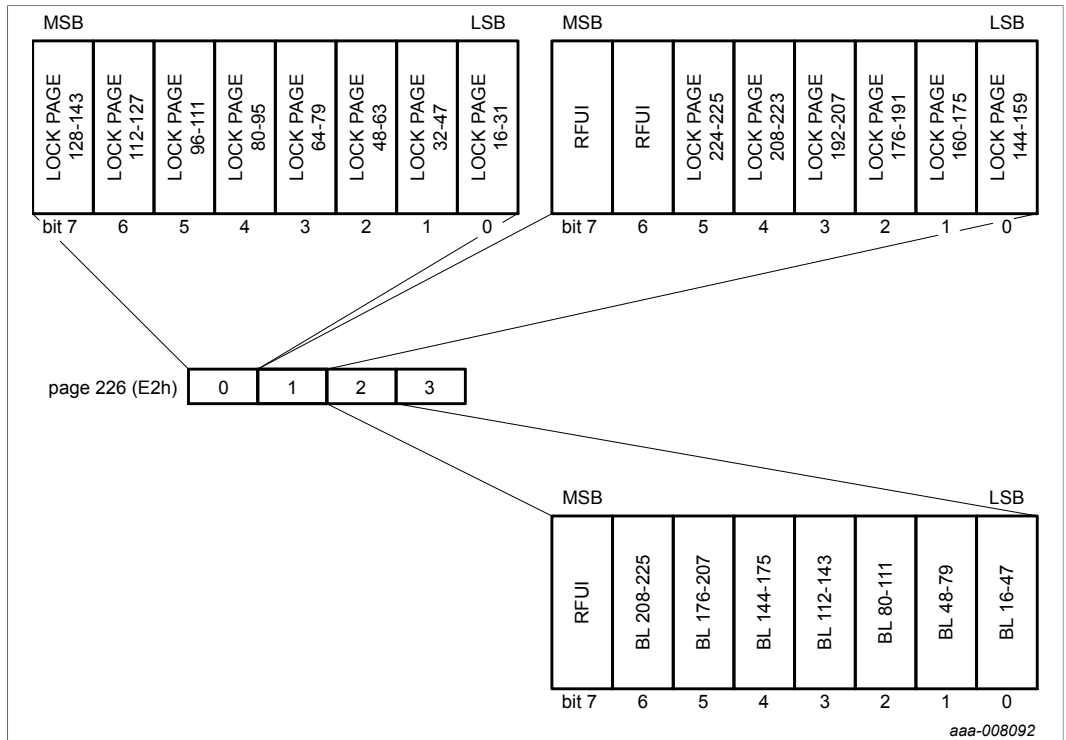 MSB LSB
LOCK PAGE 128-143
LOCK PAGE 112-127
LOCK PAGE 96-111
LOCK PAGE 80-95
LOCK PAGE 64-79
LOCK PAGE 48-63
LOCK PAGE 32-47
LOCK PAGE 16-31
bit 7 6 5 4 3 2 1 0
MSB LSB
RFUI
RFUI
LOCK PAGE 224-225
LOCK PAGE 208-223
LOCK PAGE 192-207
LOCK PAGE 176-191
LOCK PAGE 160-175
LOCK PAGE 144-159
bit 7 6 5 4 3 2 1 0
page 226 (E2h) 0 1 2 3
MSB LSB
RFUI
BL 208-225
BL 176-207
BL 144-175
BL 112-143
BL 80-111
BL 48-79
BL 16-47
bit 7 6 5 4 3 2 1 0
aaa-008092